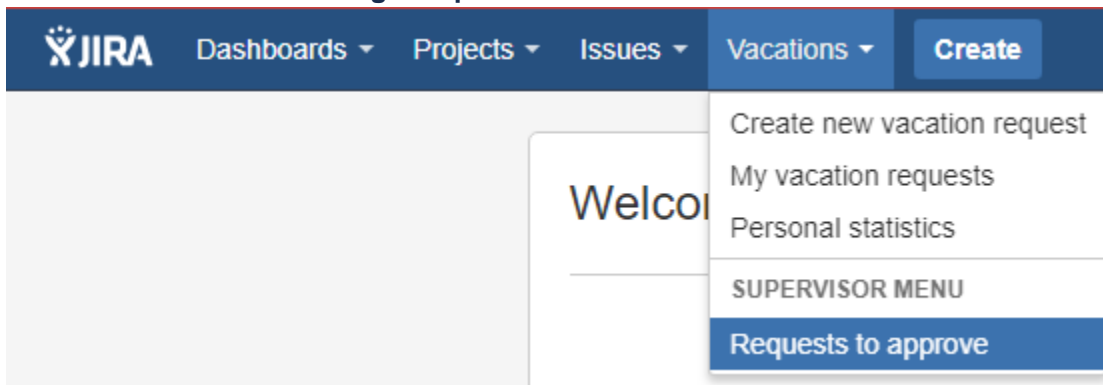 JIRA Dashboards Projects Issues Vacations Create
Create new vacation request
My vacation requests
Personal statistics
SUPERVISOR MENU
Requests to approve